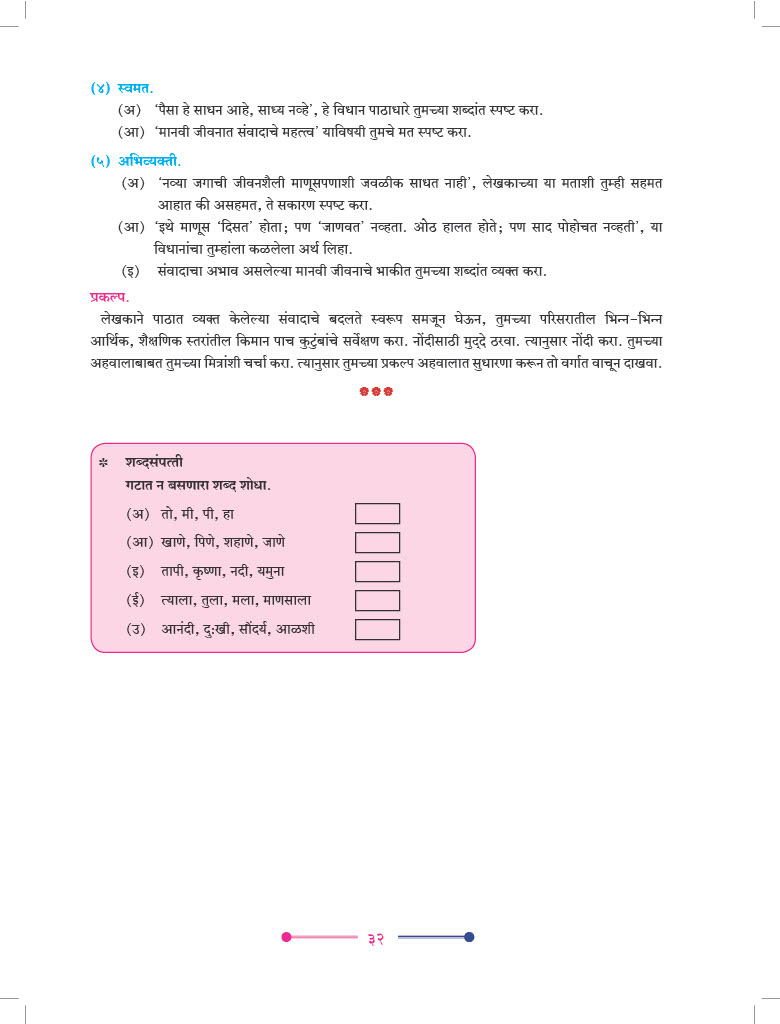 (४) स्वमत.
(अ) ‘पैसा हे साधन आहे, साध्य नव्हे’, हे विधान पाठाधारे तुमच्या शब्दांत स्पष्ट करा.
(आ) ‘मानवी जीवनात संवादाचे महत्त्व’ याविषयी तुमचे मत स्पष्ट करा.
(५) अभिव्यक्ती.
(अ) ‘नव्या जगाची जीवनशैली माणूसपणाशी जवळीक साधत नाही’, लेखकाच्या या मताशी तुम्ही सहमत
आहात की असहमत, ते सकारण स्पष्ट करा.
(आ) ‘इथे माणूस ‘दिसत’ होता; पण ‘जाणवत’ नव्हता. ओठ हालत होते; पण साद पोहोचत नव्हती’, या
विधानांचा तुम्हांला कळलेला अर्थ लिहा.
(इ) संवादाचा अभाव असलेल्या मानवी जीवनाचे भाकीत तुमच्या शब्दांत व्यक्त करा.
प्रकल्प.
लेखकाने पाठात व्यक्त केलेल्या संवादाचे बदलते स्वरूप समजून घेऊन, तुमच्या परिसरातील भिन्न-भिन्न
आर्थिक, शैक्षणिक स्तरांतील किमान पाच कुटुंबांचे सर्वेक्षण करा. नोंदींसाठी मुद्दे ठरवा. त्यानुसार नोंदी करा. तुमच्या
अहवालाबाबत तुमच्या मित्रांशी चर्चा करा. त्यानुसार तुमच्या प्रकल्प अहवालात सुधारणा करून तो वर्गात वाचून दाखवा.
* शब्दसंपत्ती
गटात न बसणारा शब्द शोधा.
(अ) तो, मी, पी, हा
(आ) खाणे, पिणे, शहाणे, जाणे
(इ) तापी, कृष्णा, नदी, यमुना
(ई) त्याला, तुला, मला, माणसाला
(उ) आनंदी, दुःखी, सौंदर्य, आळशी
३२